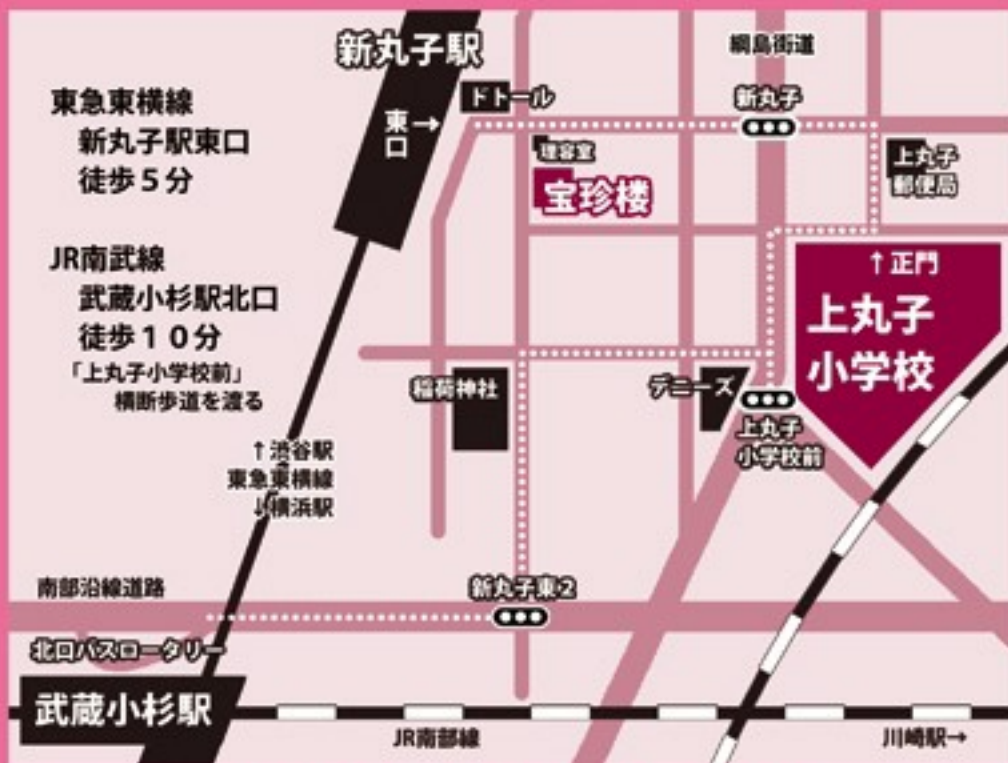 新丸子駅
東口→
ドトール
綱島街道
新丸子
理容室
宝珍楼
上丸子
郵便局
東急東横線
新丸子駅東口
徒歩5分
JR南武線
武蔵小杉駅北口
徒歩10分
「上丸子小学校前」
横断歩道を渡る
↑正門
上丸子
小学校
稲荷神社
デニーズ
上丸子
小学校前
↑渋谷駅
東急東横線
↓横浜駅
南部沿線道路
新丸子東2
北口バスロータリー
武蔵小杉駅
JR南部線
川崎駅→